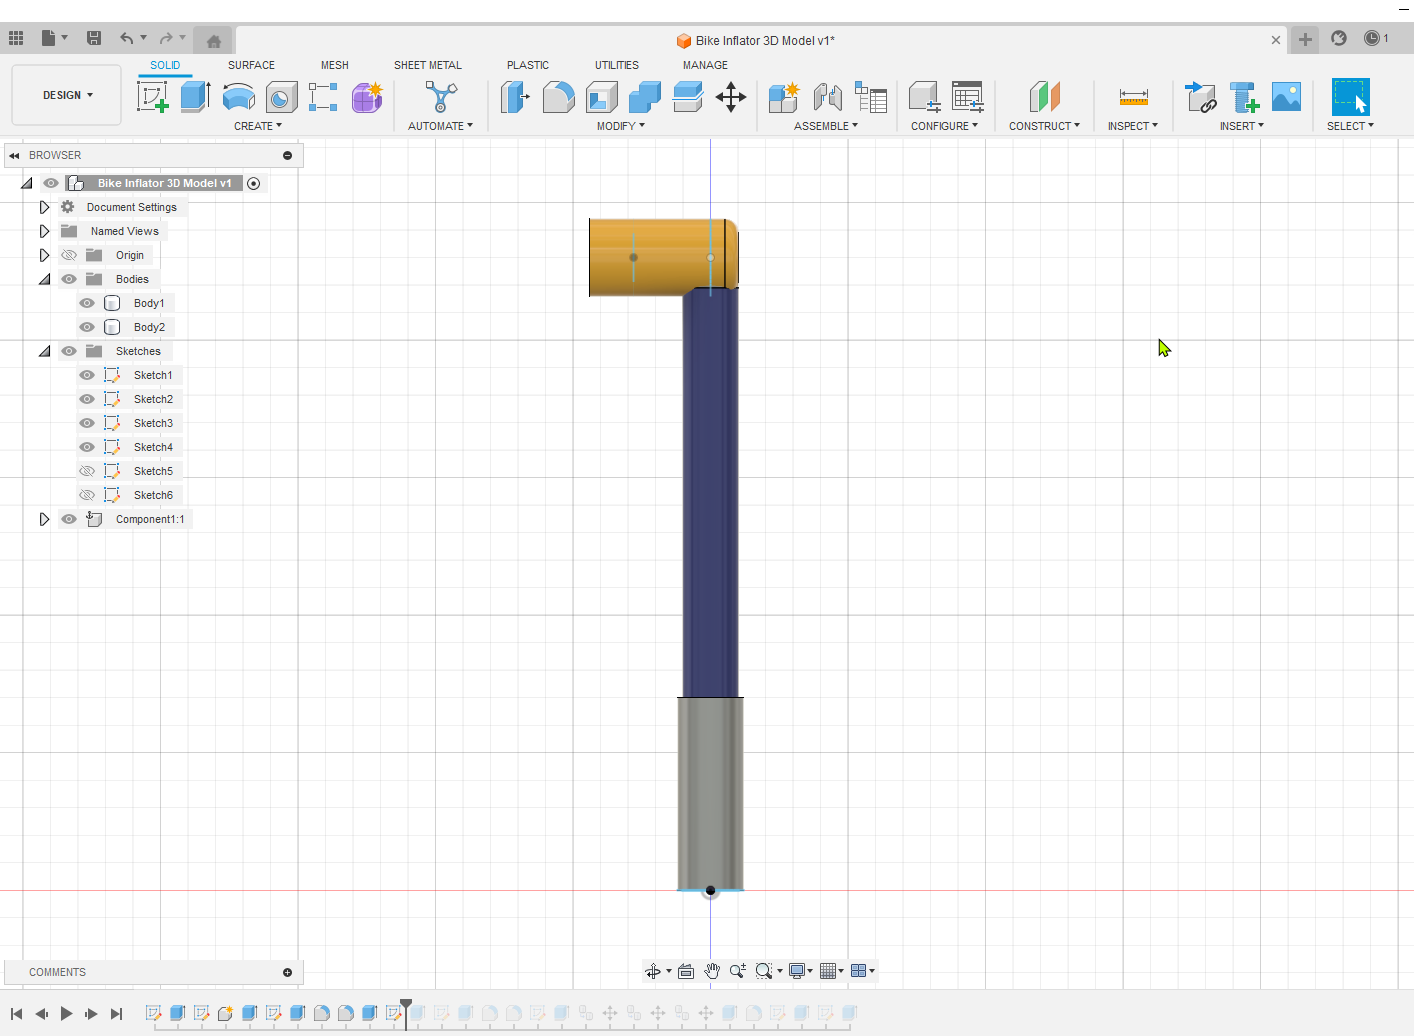 Bike Inflator 3D Model v1*
1
SOLID SURFACE MESH SHEET METAL PLASTIC UTILITIES MANAGE
DESIGN
CREATE AUTOMATE MODIFY ASSEMBLE CONFIGURE CONSTRUCT INSPECT INSERT SELECT
BROWSER
Bike Inflator 3D Model v1
Document Settings
Named Views
Origin
Bodies
Body1
Body2
Sketches
Sketch1
Sketch2
Sketch3
Sketch4
Sketch5
Sketch6
Component1:1
COMMENTS